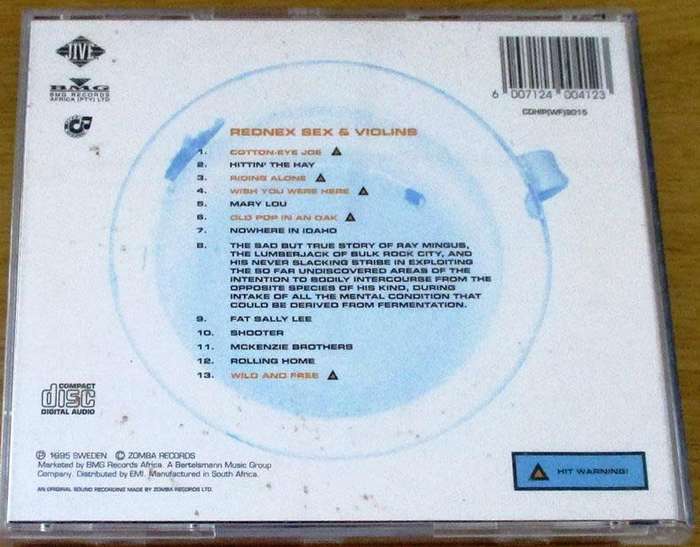 JIVE
BMG
BMG RECORDS
AFRICA (PTY) LTD
6 007124 004123
CDHIP(WF)9015
REDNEX SEX & VIOLINS
1. COTTON-EYE JOE
2. HITTIN' THE HAY
3. RIDING ALONE
4. WISH YOU WERE HERE
5. MARY LOU
6. OLD POP IN AN OAK
7. NOWHERE IN IDAHO
8. THE SAD BUT TRUE STORY OF RAY MINGUS,
THE LUMBERJACK OF BULK ROCK CITY, AND
HIS NEVER SLACKING STRIBE IN EXPLOITING
THE SO FAR UNDISCOVERED AREAS OF THE
INTENTION TO BODILY INTERCOURSE FROM THE
OPPOSITE SPECIES OF HIS KIND, DURING
INTAKE OF ALL THE MENTAL CONDITION THAT
COULD BE DERIVED FROM FERMENTATION.
9. FAT SALLY LEE
10. SHOOTER
11. MCKENZIE BROTHERS
12. ROLLING HOME
13. WILD AND FREE
COMPACT
disc
DIGITAL AUDIO
℗ 1995 SWEDEN © ZOMBA RECORDS
Marketed by BMG Records Africa. A Bertelsmann Music Group
Company. Distributed by EMI. Manufactured in South Africa.
AN ORIGINAL SOUND RECORDING MADE BY ZOMBA RECORDS LTD.
HIT WARNING!